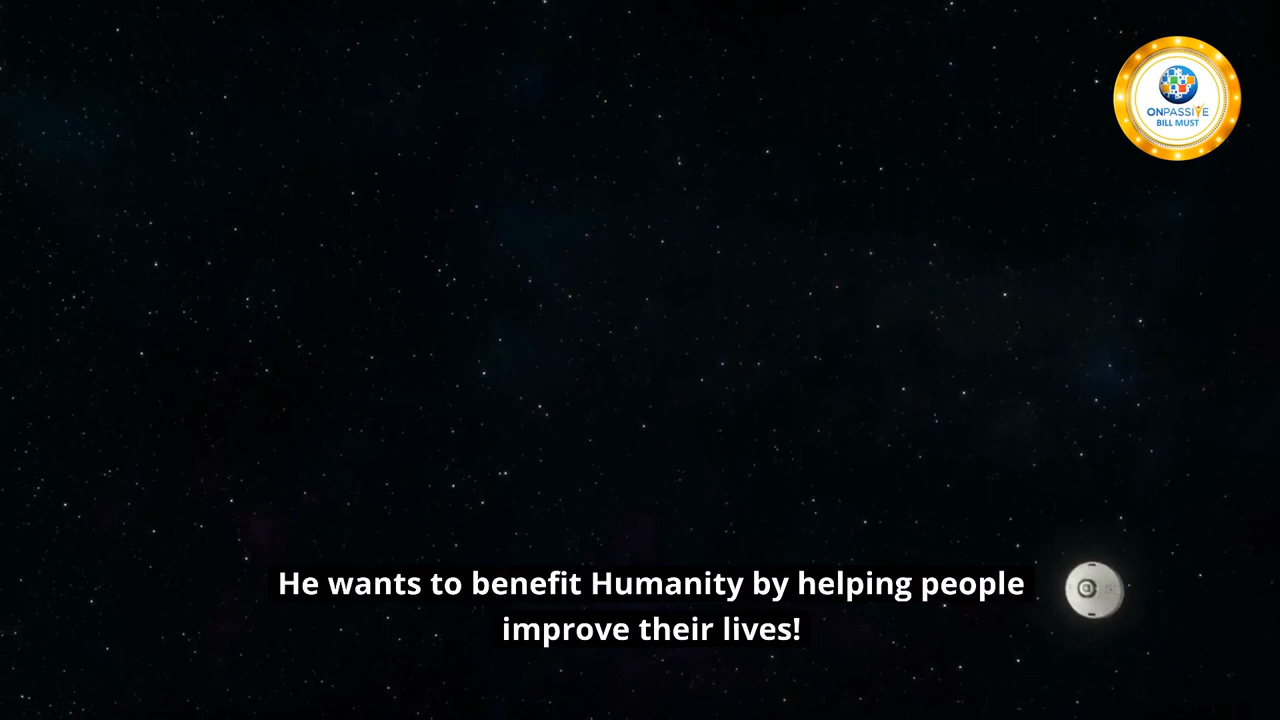 ONPASSIVE
BILL MUST
He wants to benefit Humanity by helping people
improve their lives!